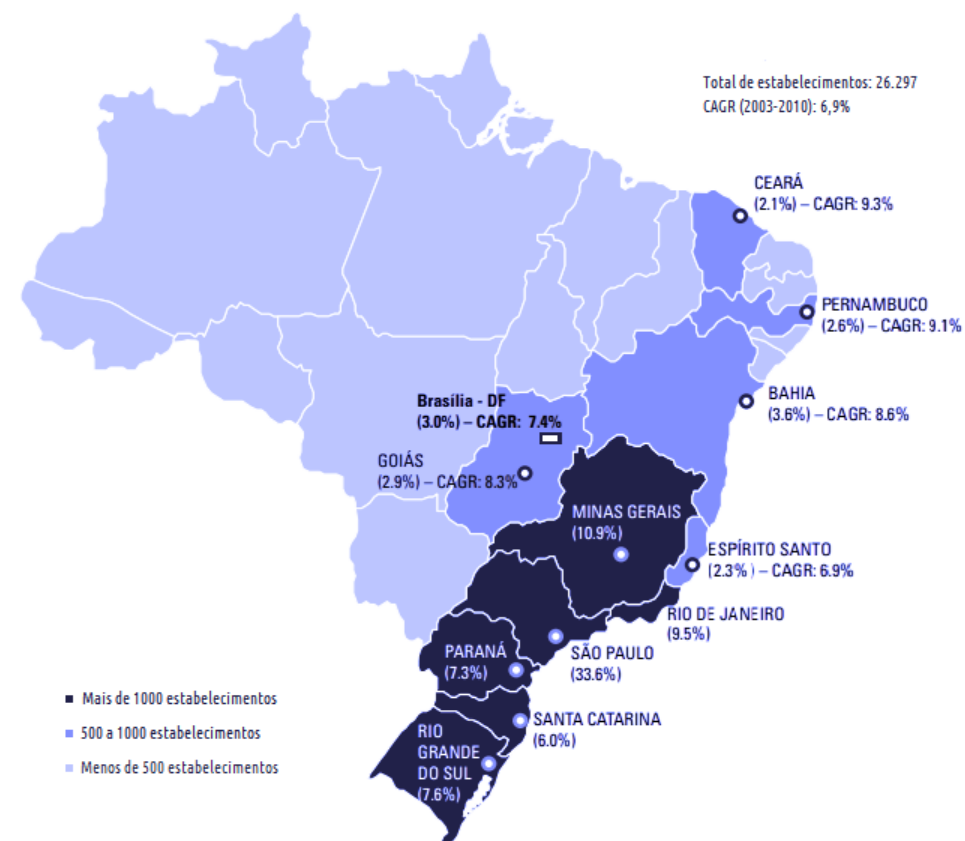 Total de estabelecimentos: 26.297
CAGR (2003-2010): 6,9%
CEARÁ
(2.1%) – CAGR: 9.3%
PERNAMBUCO
(2.6%) – CAGR: 9.1%
BAHIA
(3.6%) – CAGR: 8.6%
Brasília - DF
(3.0%) – CAGR: 7.4%
GOIÁS
(2.9%) – CAGR: 8.3%
MINAS GERAIS
(10.9%)
ESPÍRITO SANTO
(2.3% ) – CAGR: 6.9%
RIO DE JANEIRO
(9.5%)
SÃO PAULO
(33.6%)
PARANÁ
(7.3%)
SANTA CATARINA
(6.0%)
RIO
GRANDE
DO SUL
(7.6%)
Mais de 1000 estabelecimentos
500 a 1000 estabelecimentos
Menos de 500 estabelecimentos